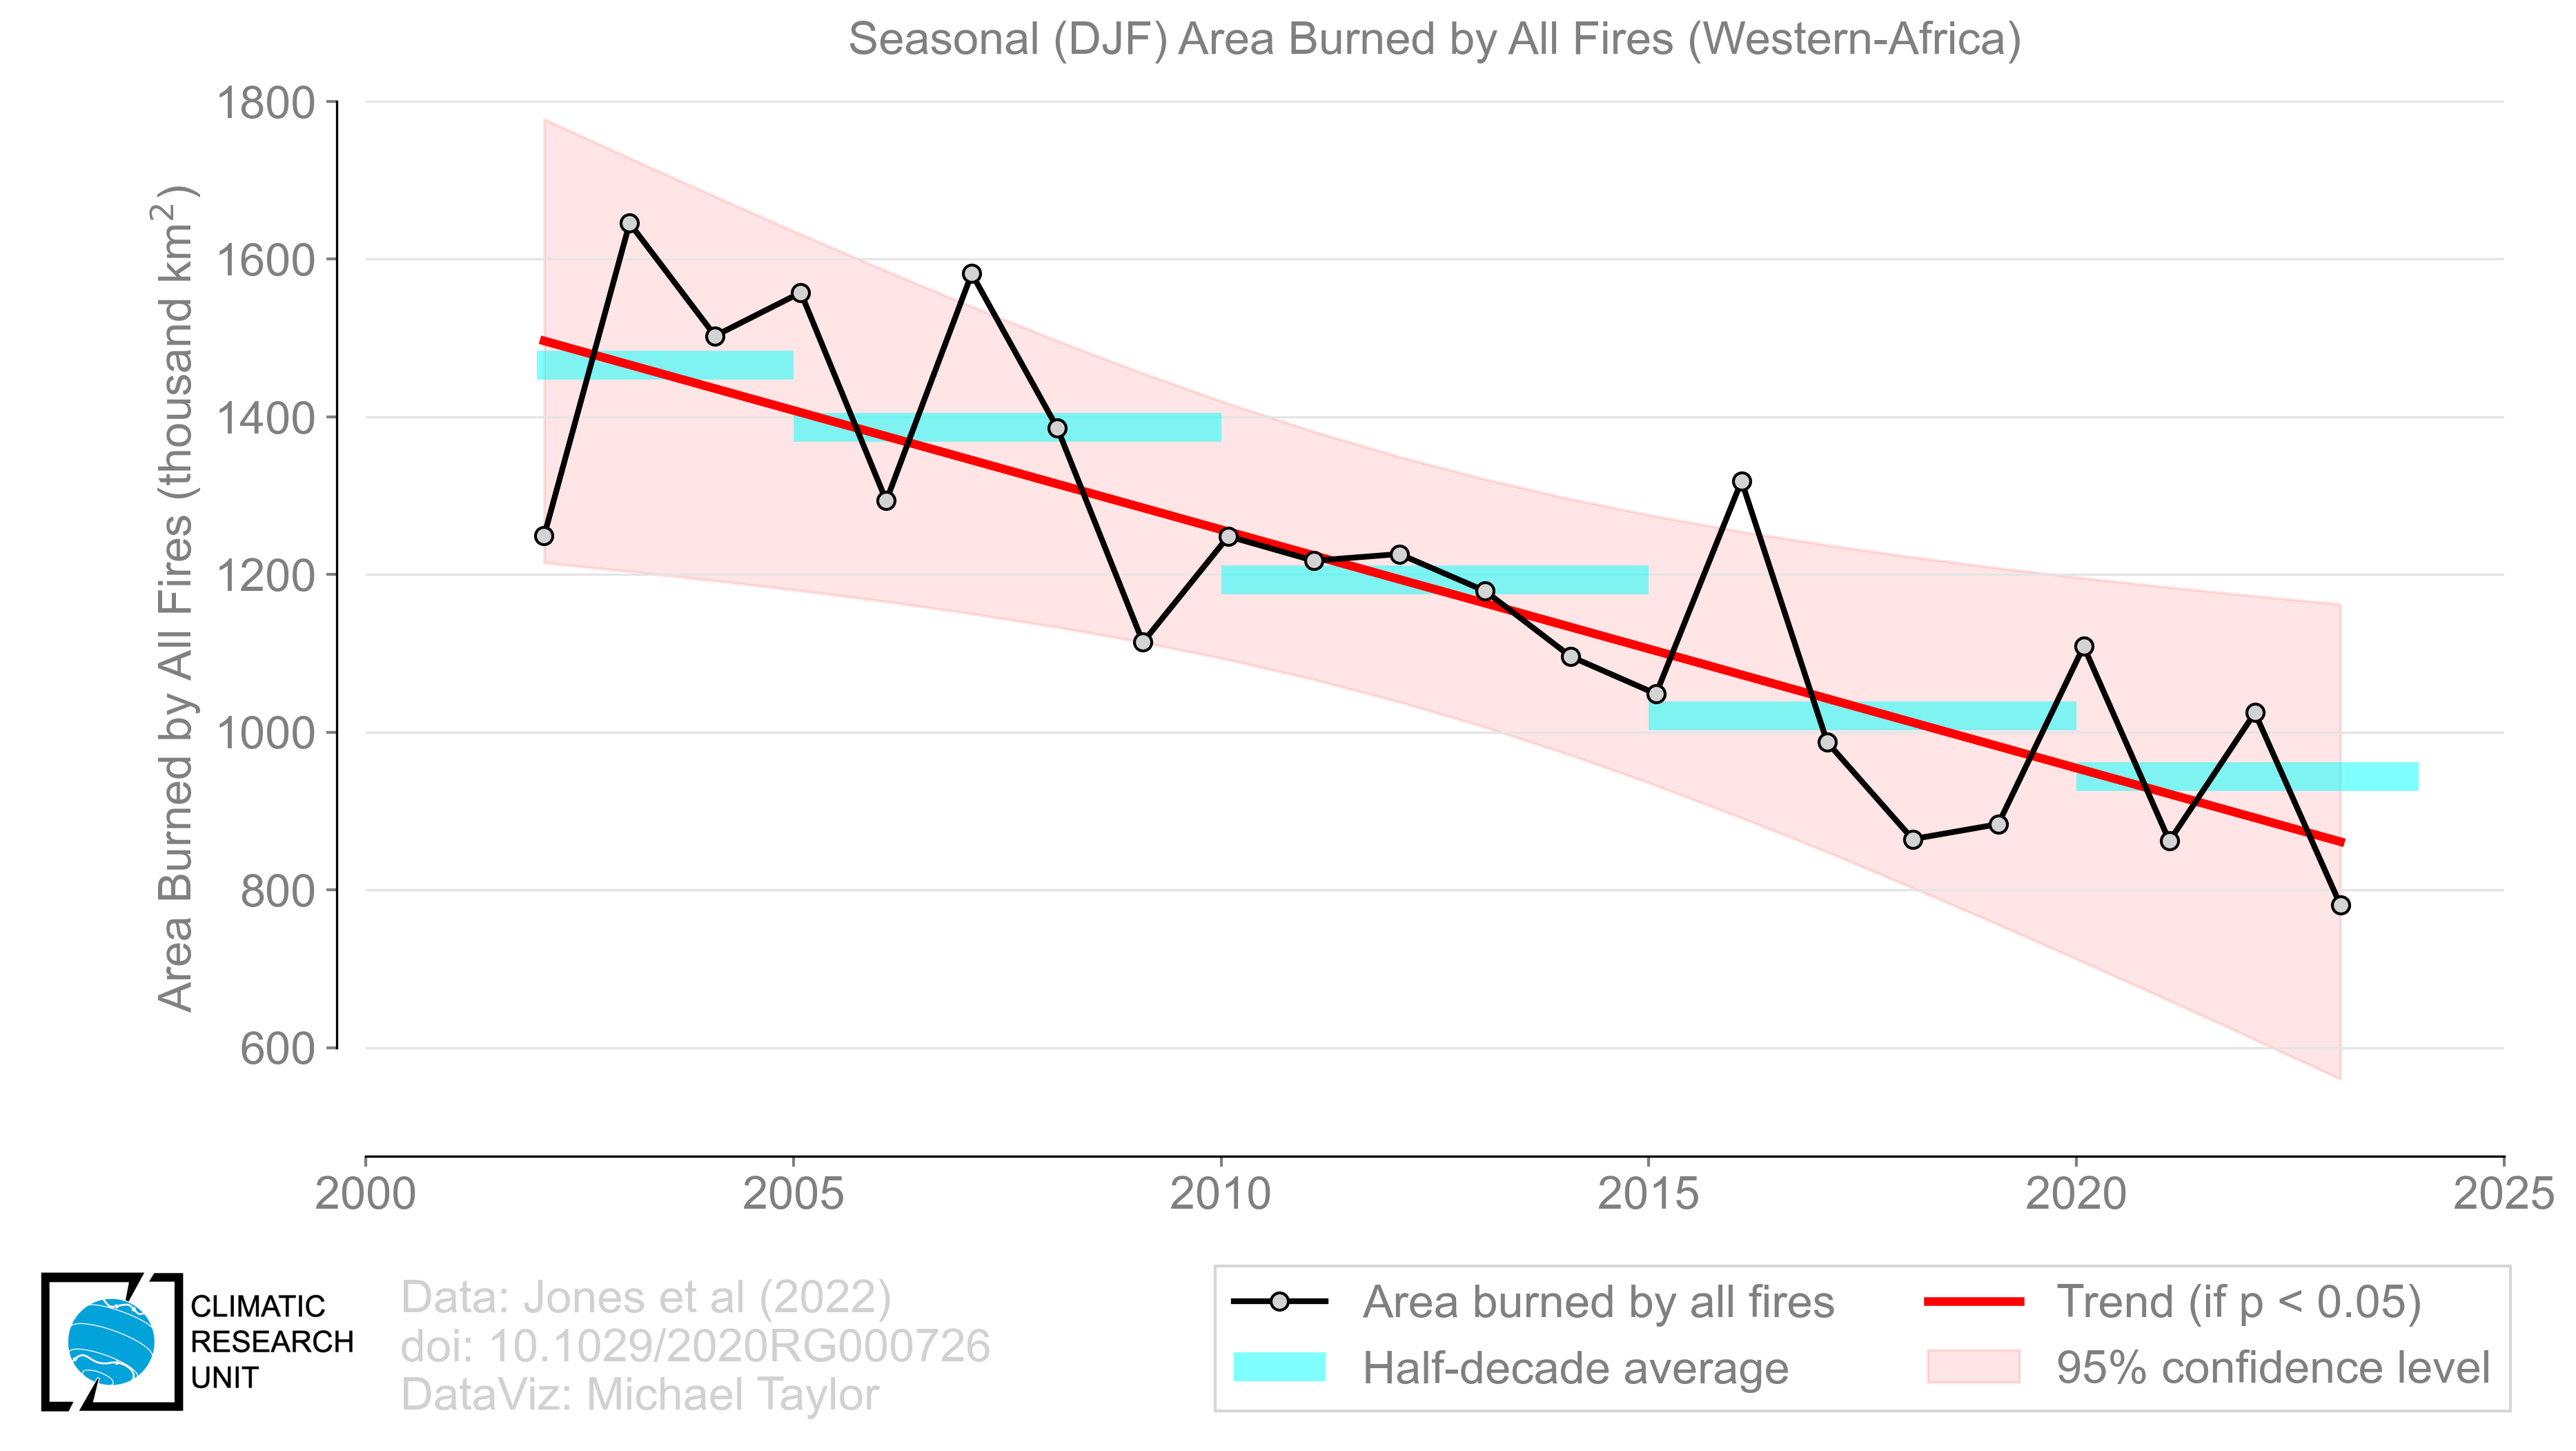 Seasonal (DJF) Area Burned by All Fires (Western-Africa)
Area Burned by All Fires (thousand km²)
1800
1600
1400
1200
1000
800
600
2000
2005
2010
2015
2020
2025
CLIMATIC
RESEARCH
UNIT
Data: Jones et al (2022)
doi: 10.1029/2020RG000726
DataViz: Michael Taylor
Area burned by all fires
Half-decade average
Trend (if p < 0.05)
95% confidence level